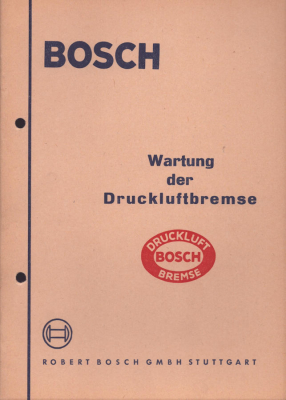 BOSCH
Wartung
der
Druckluftbremse
DRUCKLUFT
BOSCH
BREMSE
ROBERT BOSCH GMBH STUTTGART